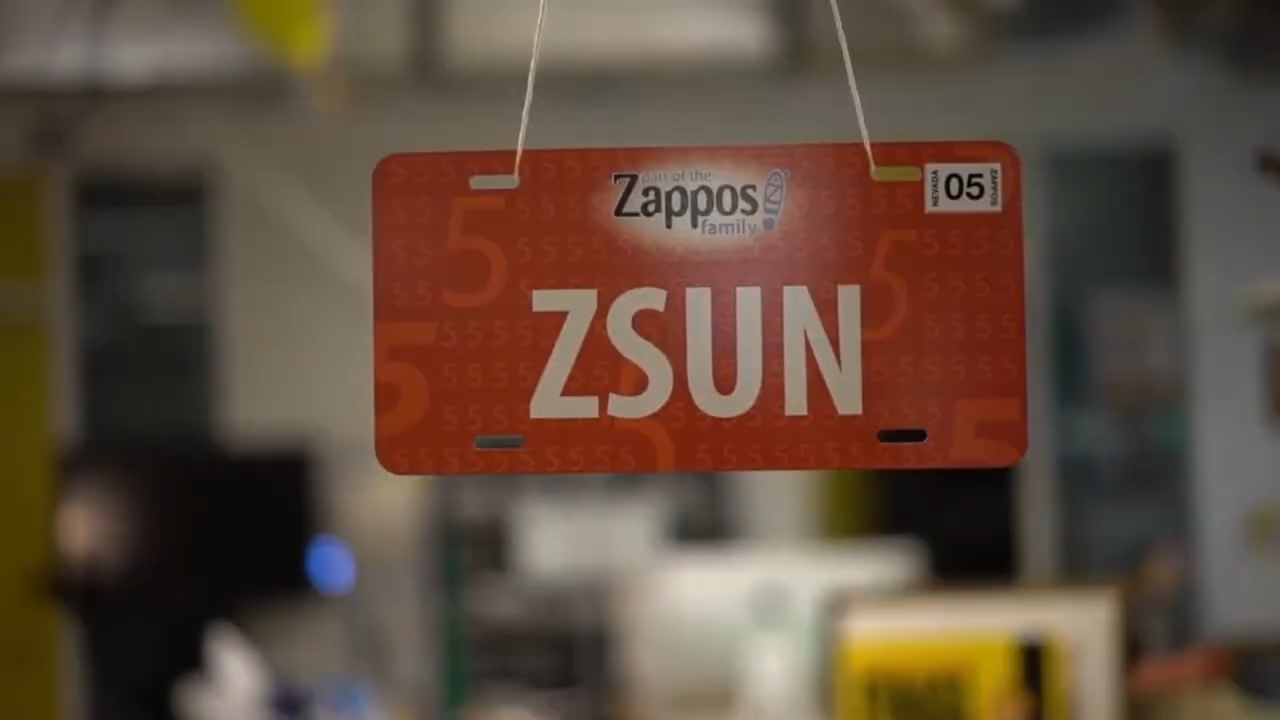 part of the
Zappos
family
NEVADA
05
ZAPPOS
ZSUN